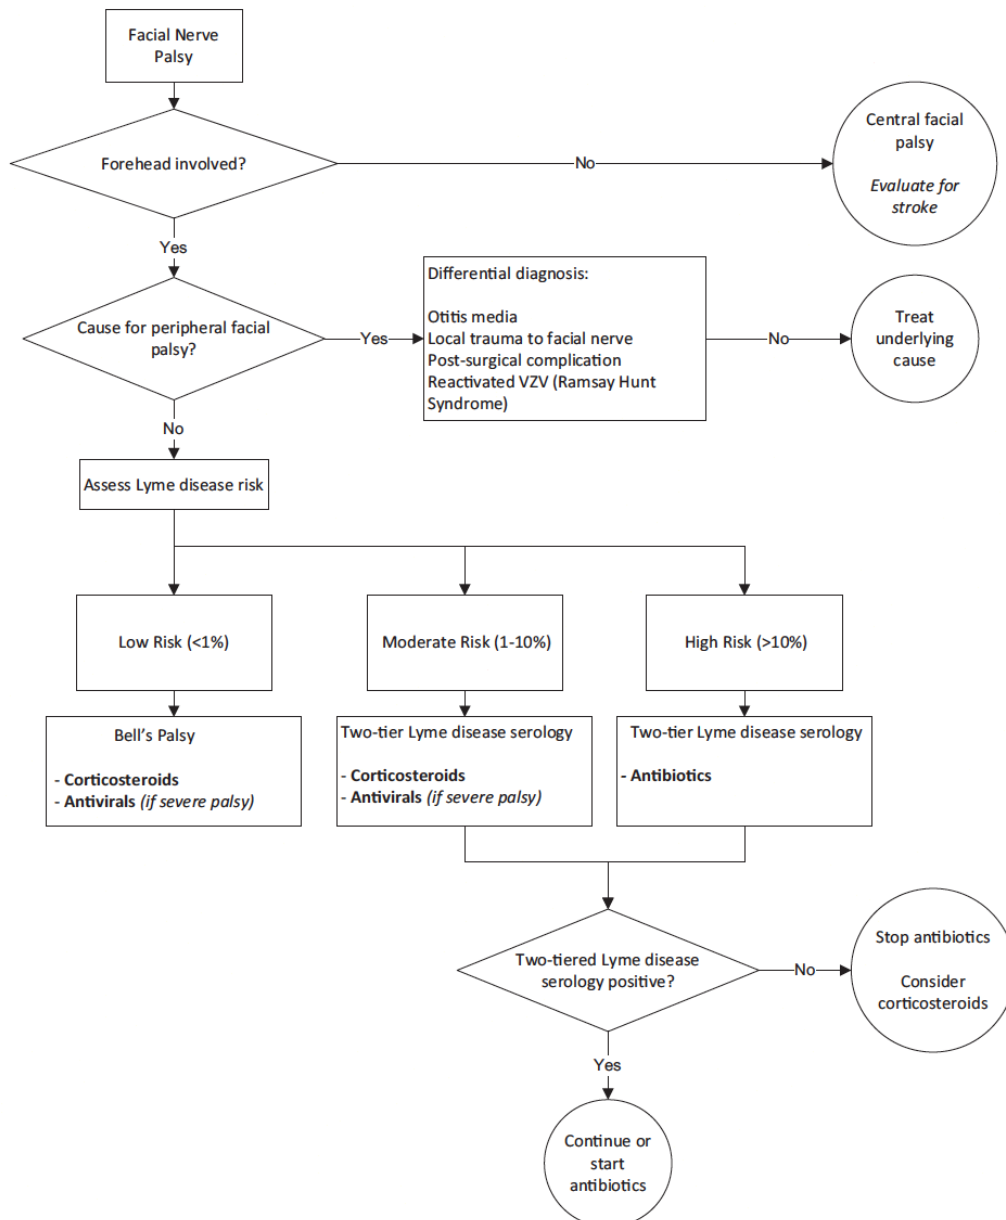 Facial Nerve
Palsy
Forehead involved?
No
Central facial
palsy
Evaluate for
stroke
Yes
Cause for peripheral facial
palsy?
Yes
Differential diagnosis:
Otitis media
Local trauma to facial nerve
Post-surgical complication
Reactivated VZV (Ramsay Hunt
Syndrome)
No
Treat
underlying
cause
No
Assess Lyme disease risk
Low Risk (<1%)
Moderate Risk (1-10%)
High Risk (>10%)
Bell's Palsy
- Corticosteroids
- Antivirals (if severe palsy)
Two-tier Lyme disease serology
- Corticosteroids
- Antivirals (if severe palsy)
Two-tier Lyme disease serology
- Antibiotics
Two-tiered Lyme disease
serology positive?
No
Stop antibiotics
Consider
corticosteroids
Yes
Continue or
start
antibiotics